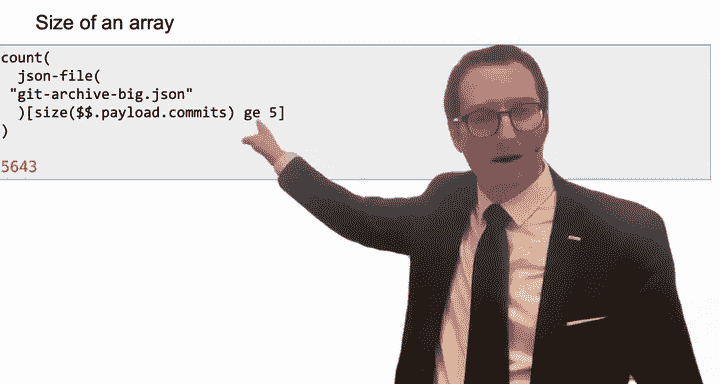 Size of an array
count(
json-file(
"git-archive-big.json"
)[size($$.payload.commits) ge 5]
)
5643